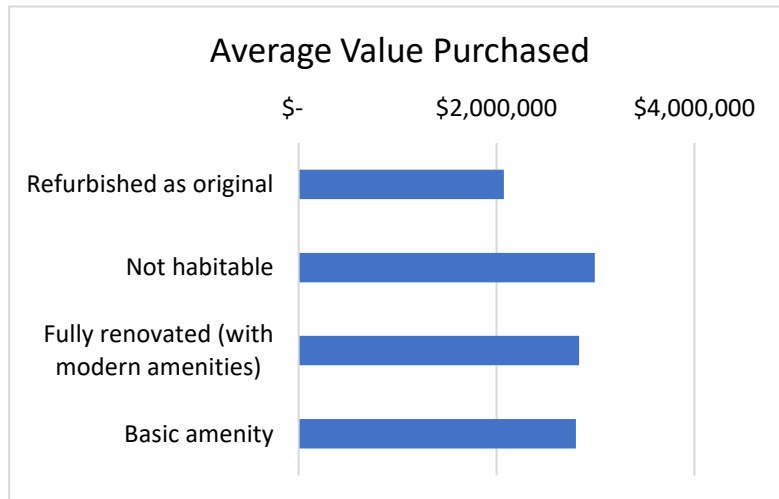 Average Value Purchased
$- $2,000,000 $4,000,000
Refurbished as original
Not habitable
Fully renovated (with
modern amenities)
Basic amenity